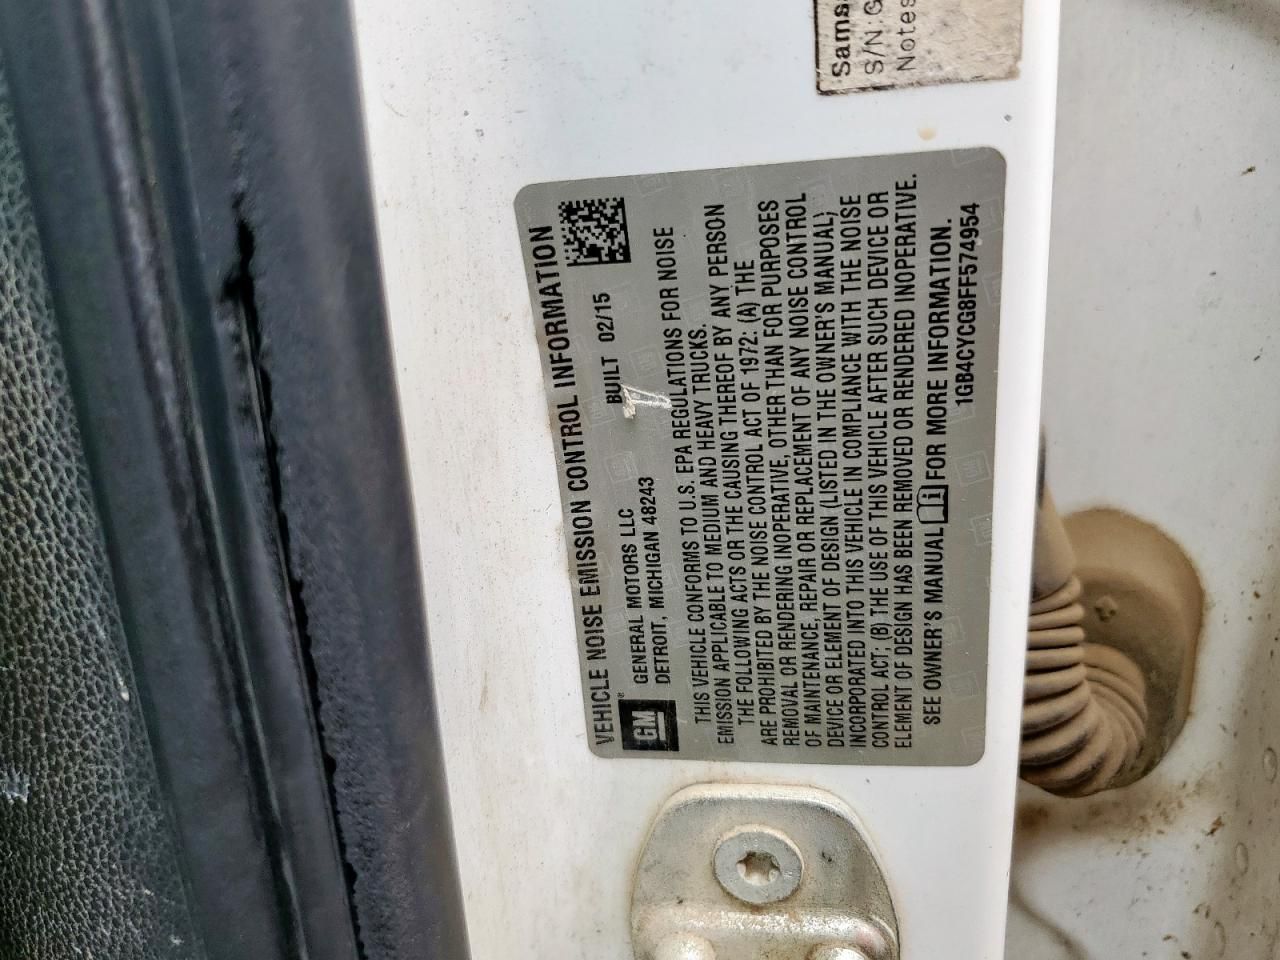 Sams
S/N:G
Notes
VEHICLE NOISE EMISSION CONTROL INFORMATION
GM®
GENERAL MOTORS LLC
DETROIT, MICHIGAN 48243
BUILT 02/15
THIS VEHICLE CONFORMS TO U.S. EPA REGULATIONS FOR NOISE
EMISSION APPLICABLE TO MEDIUM AND HEAVY TRUCKS.
THE FOLLOWING ACTS OR THE CAUSING THEREOF BY ANY PERSON
ARE PROHIBITED BY THE NOISE CONTROL ACT OF 1972: (A) THE
REMOVAL OR RENDERING INOPERATIVE, OTHER THAN FOR PURPOSES
OF MAINTENANCE, REPAIR OR REPLACEMENT OF ANY NOISE CONTROL
DEVICE OR ELEMENT OF DESIGN (LISTED IN THE OWNER'S MANUAL)
INCORPORATED INTO THIS VEHICLE IN COMPLIANCE WITH THE NOISE
CONTROL ACT; (B) THE USE OF THIS VEHICLE AFTER SUCH DEVICE OR
ELEMENT OF DESIGN HAS BEEN REMOVED OR RENDERED INOPERATIVE.
SEE OWNER'S MANUAL FOR MORE INFORMATION.
1GB4CYCG8FF574954